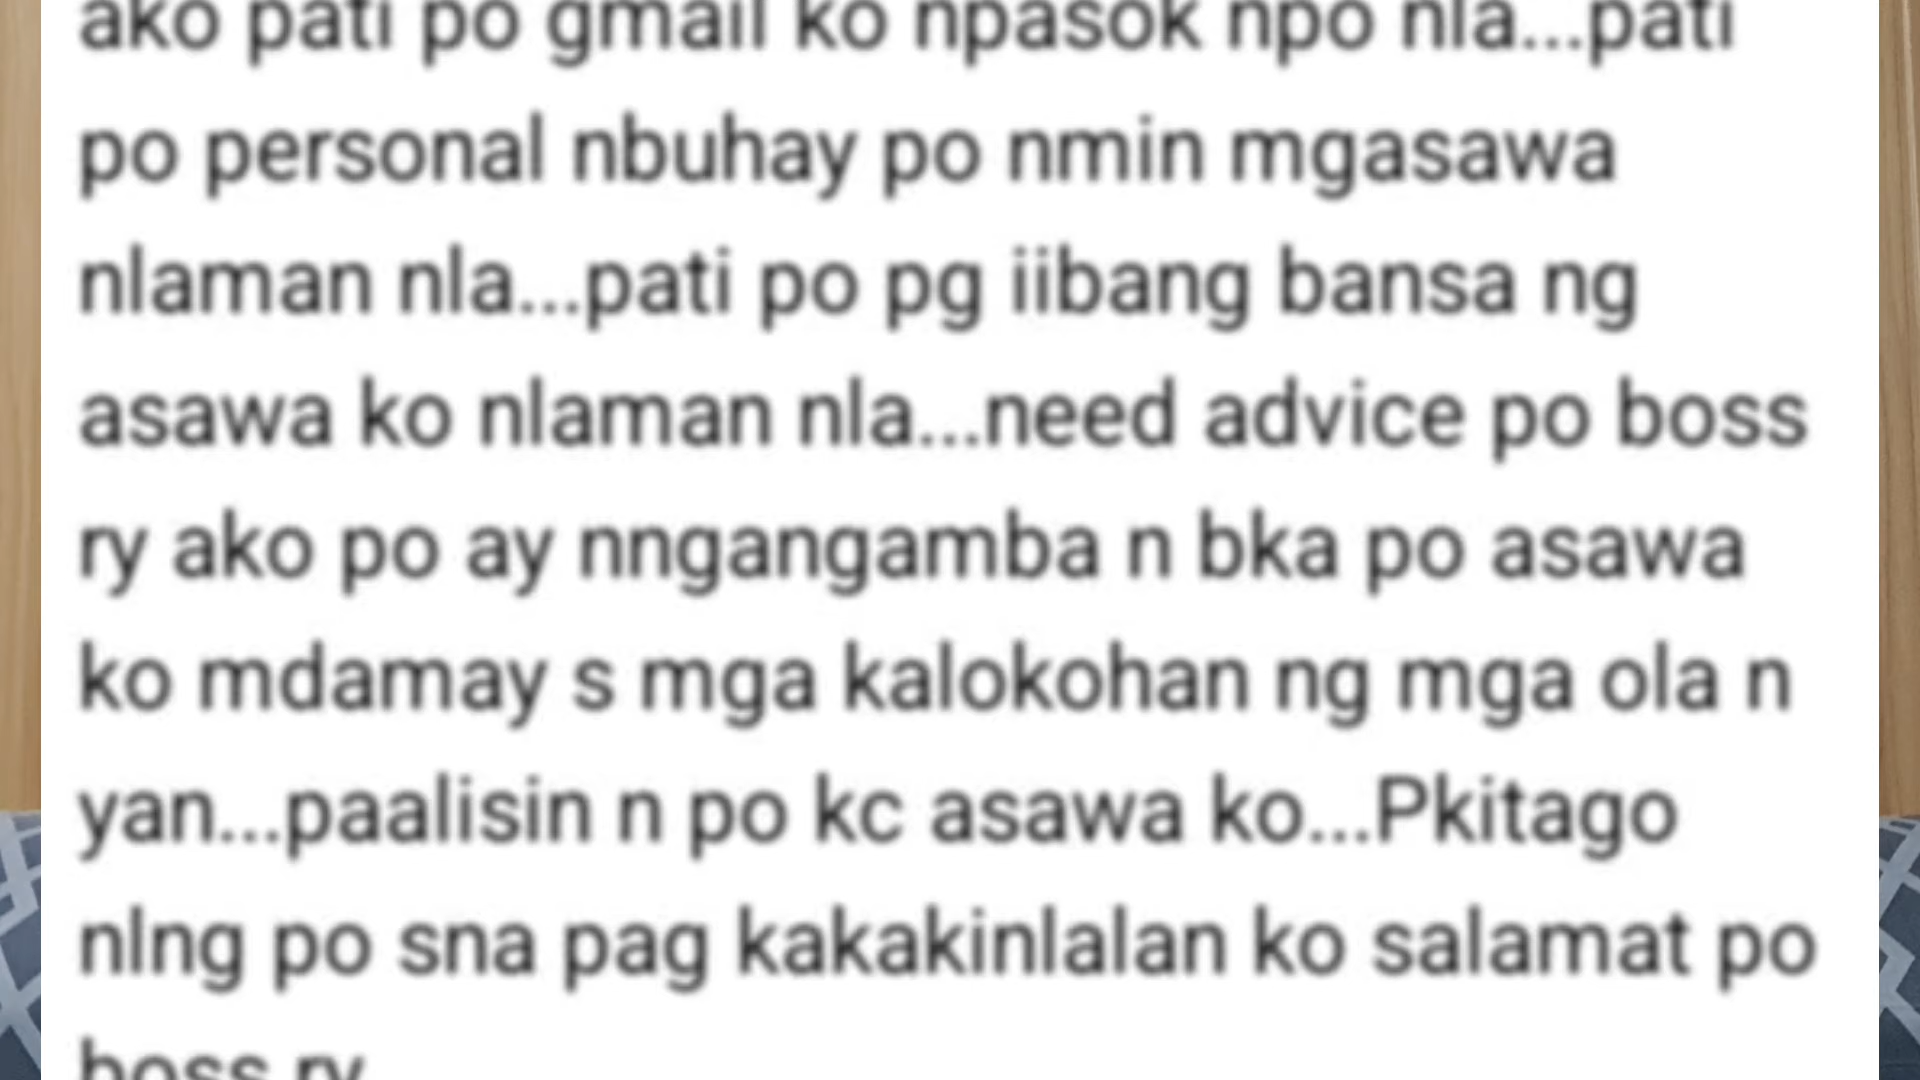 ako pati po gmail ko npasok npo nla...pati
po personal nbuhay po nmin mgasawa
nlaman nla...pati po pg iibang bansa ng
asawa ko nlaman nla...need advice po boss
ry ako po ay nngangamba n bka po asawa
ko mdamay s mga kalokohan ng mga ola n
yan...paalisin n po kc asawa ko...Pkitago
nlng po sna pag kakakinlalan ko salamat po
boss ry